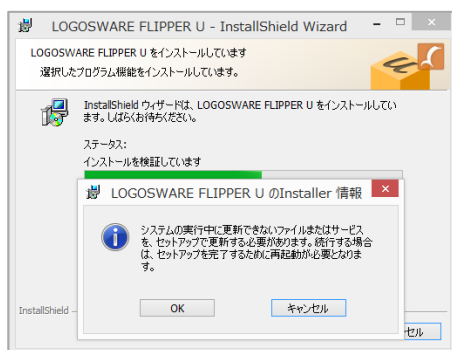 LOGOSWARE FLIPPER U - InstallShield Wizard
LOGOSWARE FLIPPER U をインストールしています
選択したプログラム機能をインストールしています。
InstallShield ウィザードは、LOGOSWARE FLIPPER U をインストールしてい
ます。しばらくお待ちください。
ステータス:
インストールを検証しています
LOGOSWARE FLIPPER U のInstaller 情報
システムの実行中に更新できないファイルまたはサービス
を、セットアップで更新する必要があります。続行する場合
は、セットアップを完了するために再起動が必要となりま
す。
OK
キャンセル
InstallShield
セル